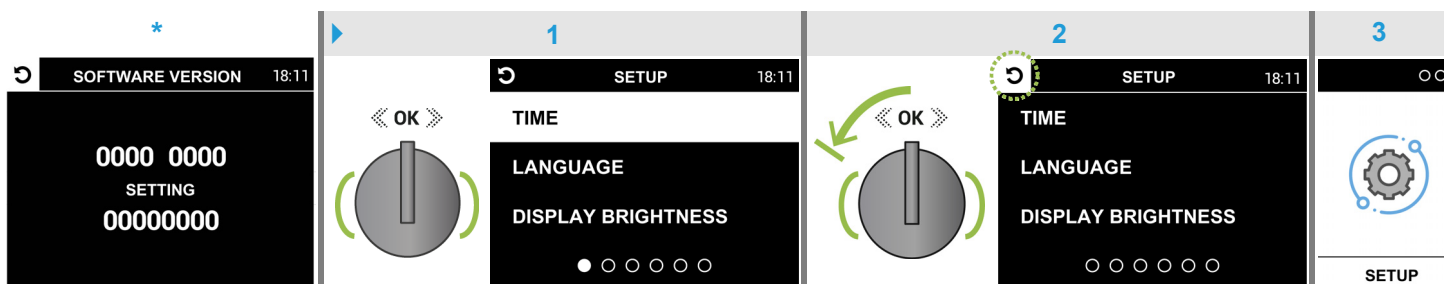 *
SOFTWARE VERSION 18:11
0000 0000
SETTING
00000000
1
OK
SETUP 18:11
TIME
LANGUAGE
DISPLAY BRIGHTNESS
2
OK
SETUP 18:11
TIME
LANGUAGE
DISPLAY BRIGHTNESS
3
SETUP